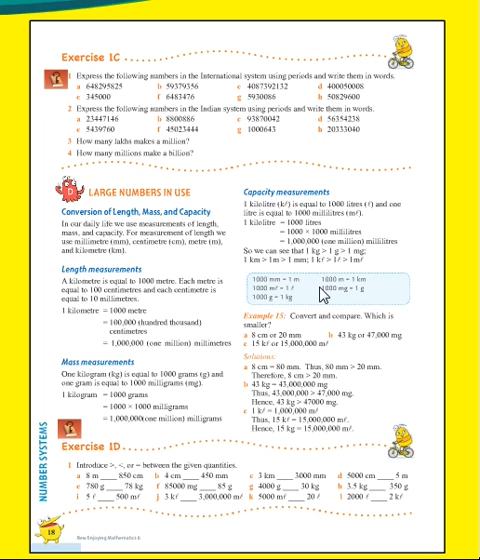 Exercise 1C
1 Express the following numbers in the International system using periods and write them in words.
a 648295825 b 59379356 c 4087392132 d 400050008
e 345000 f 6483476 g 5930086 h 50829600
2 Express the following numbers in the Indian system using periods and write them in words.
a 23447146 b 8800886 c 93870042 d 56354238
e 5439760 f 45023444 g 1000643 h 20333040
3 How many lakhs makes a million?
4 How many millions make a billion?
D LARGE NUMBERS IN USE
Conversion of Length, Mass, and Capacity
In our daily life we use measurements of length,
mass, and capacity. For measurement of length we
use millimetre (mm), centimetre (cm), metre (m),
and kilometre (km).
Length measurements
A kilometre is equal to 1000 metre. Each metre is
equal to 100 centimetres and each centimetre is
equal to 10 millimetres.
1 kilometre = 1000 metre
= 100,000 (hundred thousand)
centimetres
= 1,000,000 (one million) millimetres
Mass measurements
One kilogram (kg) is equal to 1000 grams (g) and
one gram is equal to 1000 milligrams (mg).
1 kilogram = 1000 grams
= 1000 × 1000 milligrams
= 1,000,000(one million) milligrams
Capacity measurements
1 kilolitre (kℓ) is equal to 1000 litres (ℓ) and one
litre is equal to 1000 millilitres (mℓ).
1 kilolitre = 1000 litres
= 1000 × 1000 millilitres
= 1,000,000 (one million) millilitres
So we can see that 1 kg > 1 g > 1 mg;
1 km > 1m > 1 mm; 1 kℓ > 1ℓ > 1mℓ
1000 mm = 1 m 1000 m = 1 km
1000 mℓ = 1 ℓ 1000 mg = 1 g
1000 g = 1 kg
Example 15: Convert and compare. Which is
smaller?
a 8 cm or 20 mm b 43 kg or 47,000 mg
c 15 kℓ or 15,000,000 mℓ
Solutions:
a 8 cm = 80 mm. Thus, 80 mm > 20 mm.
Therefore, 8 cm > 20 mm.
b 43 kg = 43,000,000 mg
Thus, 43,000,000 > 47,000 mg.
Hence, 43 kg > 47000 mg.
c 1 kℓ = 1,000,000 mℓ
Thus, 15 kℓ = 15,000,000 mℓ.
Hence, 15 kg = 15,000,000 mℓ.
NUMBER SYSTEMS
Exercise 1D
1 Introduce >, <, or = between the given quantities.
a 8 m ____ 850 cm b 4 cm ____ 450 mm c 3 km ____ 3000 mm d 5000 cm ____ 5 m
e 780 g ____ 78 kg f 85000 mg ____ 85 g g 4000 g ____ 30 kg h 3.5 kg ____ 350 g
i 5 ℓ ____ 500 mℓ j 3 kℓ ____ 3,000,000 mℓ k 5000 mℓ ____ 20 ℓ l 2000 ℓ ____ 2 kℓ
18
New Enjoying Mathematics 6